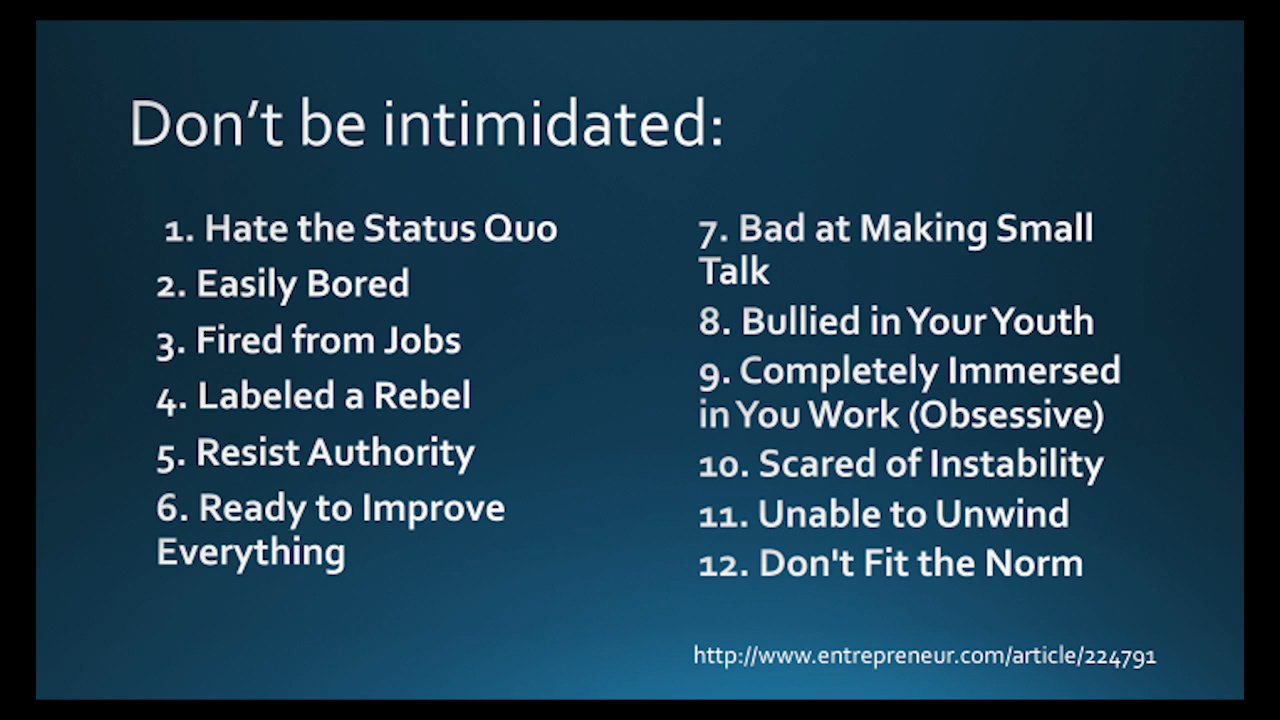 Don’t be intimidated:
1. Hate the Status Quo
2. Easily Bored
3. Fired from Jobs
4. Labeled a Rebel
5. Resist Authority
6. Ready to Improve
Everything
7. Bad at Making Small
Talk
8. Bullied in Your Youth
9. Completely Immersed
in You Work (Obsessive)
10. Scared of Instability
11. Unable to Unwind
12. Don't Fit the Norm
http://www.entrepreneur.com/article/224791